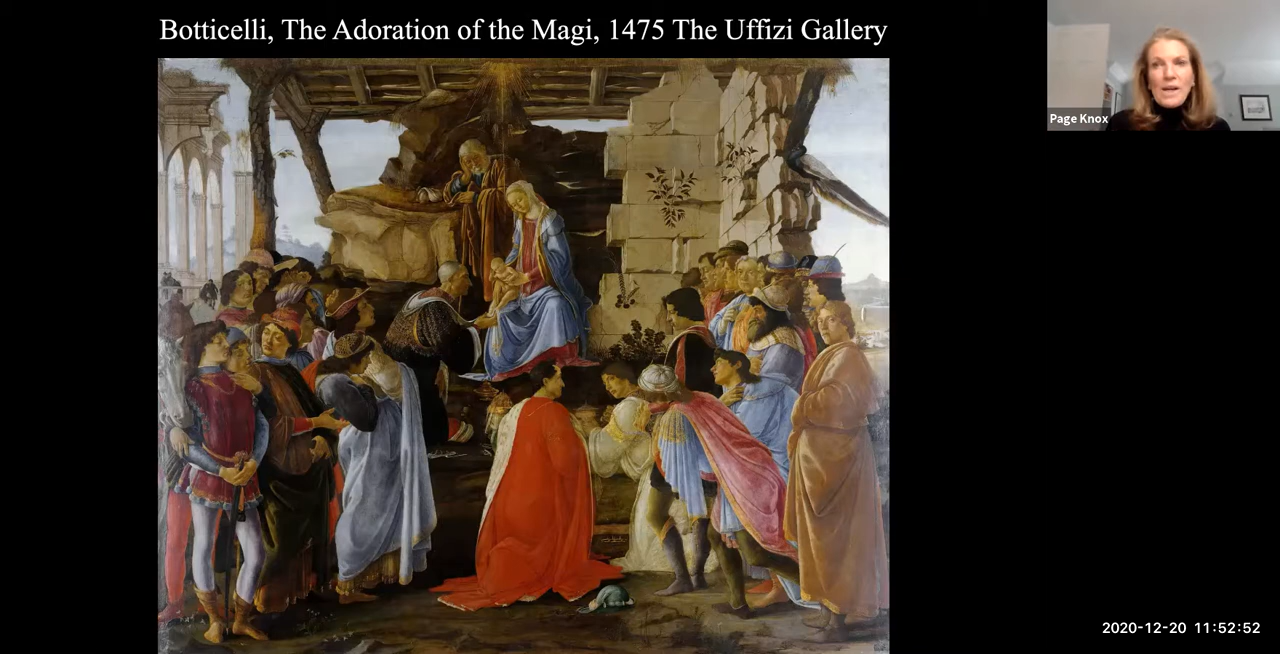 Botticelli, The Adoration of the Magi, 1475 The Uffizi Gallery
Page Knox
2020-12-20 11:52:52